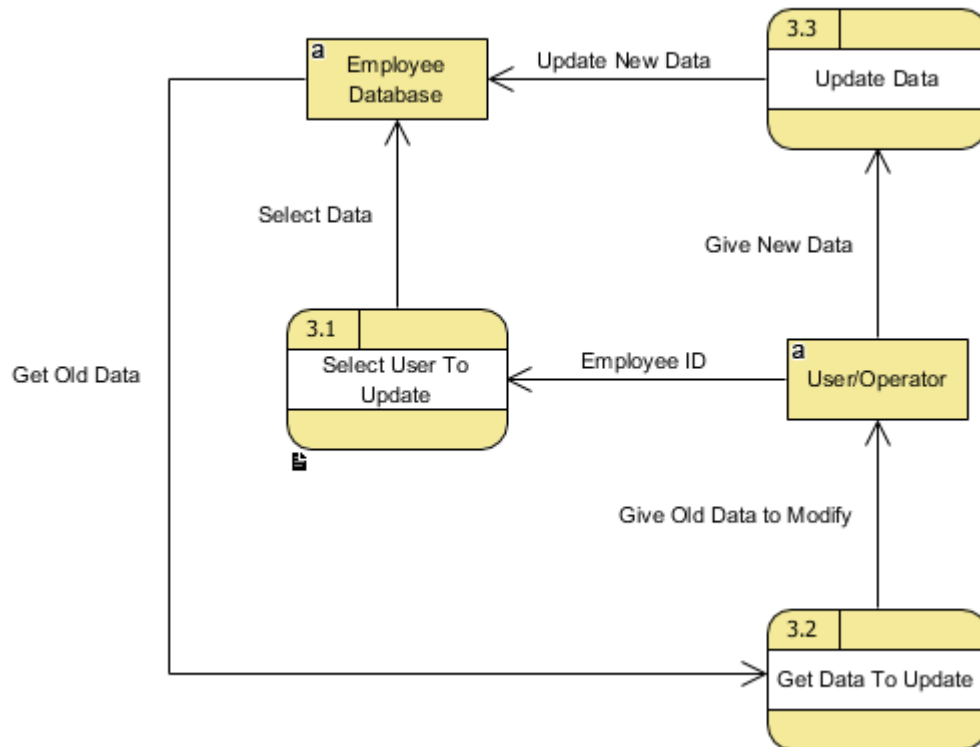 a
Employee
Database
Update New Data
3.3
Update Data
Select Data
Give New Data
3.1
Select User To
Update
Get Old Data
Employee ID
a
User/Operator
Give Old Data to Modify
3.2
Get Data To Update